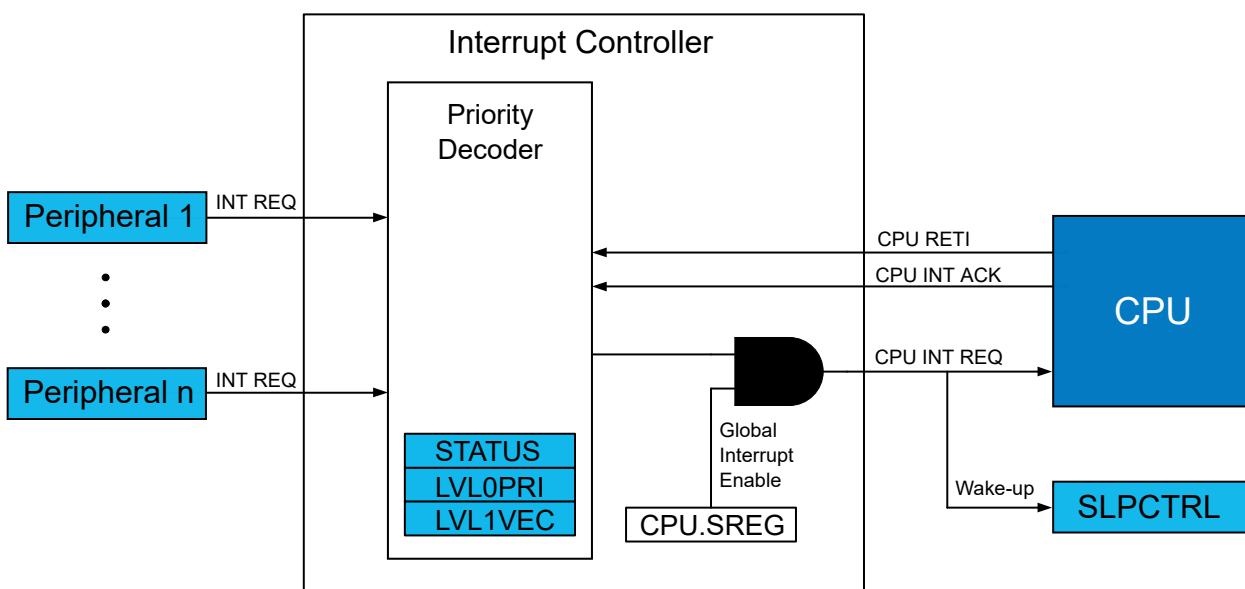 Interrupt Controller
Priority
Decoder
Peripheral 1
INT REQ
Peripheral n
INT REQ
STATUS
LVL0PRI
LVL1VEC
CPU RETI
CPU INT ACK
CPU INT REQ
CPU
Global
Interrupt
Enable
CPU.SREG
Wake-up
SLPCTRL